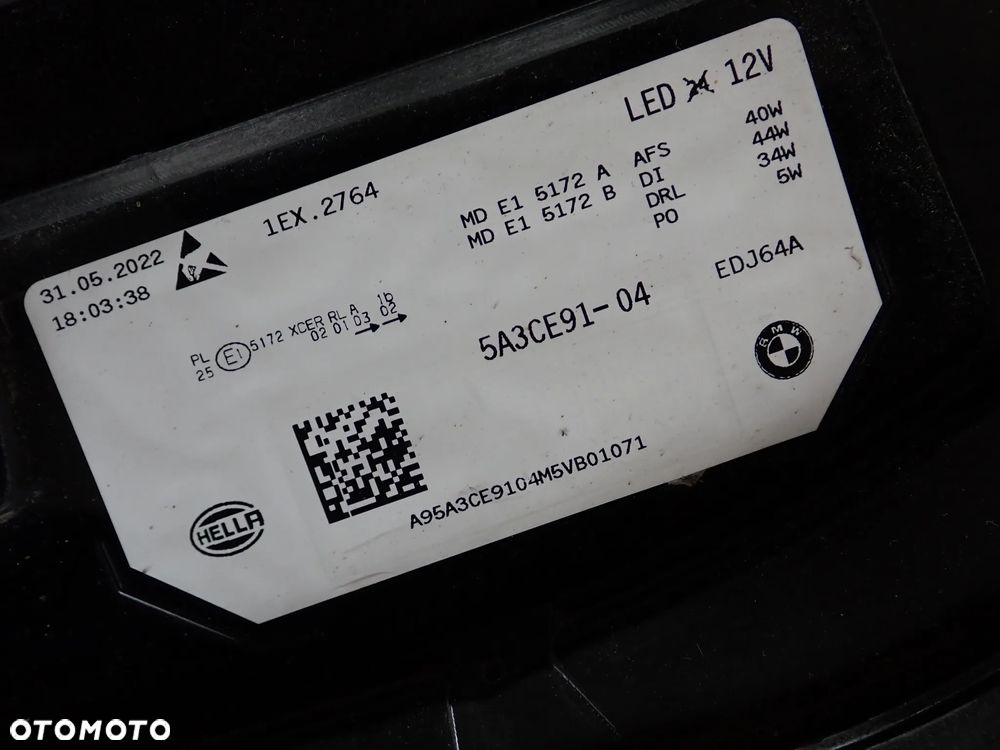 LED 24 12V
31.05.2022
18:03:38
1EX.2764
MD E1 5172 A
MD E1 5172 B
AFS 40W
DI 44W
DRL 34W
PO 5W
EDJ64A
PL E1 5172 XCER RL A 1b
25 02 01 03 02
5A3CE91-04
BMW
A95A3CE9104M5VB01071
HELLA
OTOMOTO